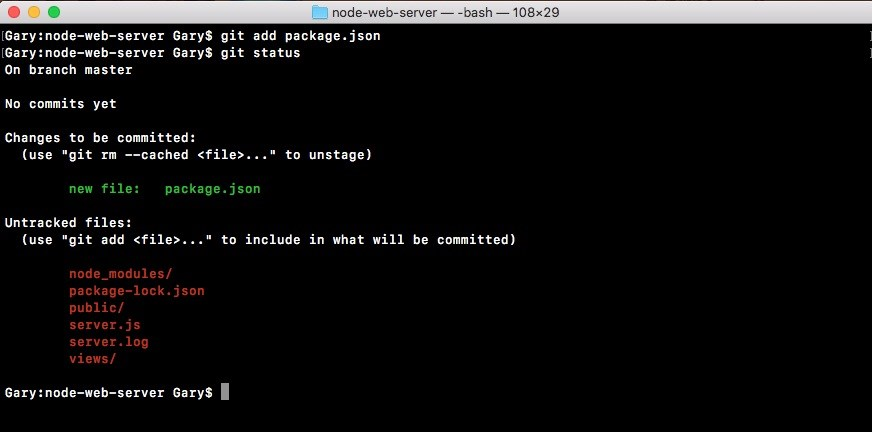 node-web-server — -bash — 108×29
[Gary:node-web-server Gary$ git add package.json ]
[Gary:node-web-server Gary$ git status ]
On branch master
No commits yet
Changes to be committed:
(use "git rm --cached <file>..." to unstage)
new file: package.json
Untracked files:
(use "git add <file>..." to include in what will be committed)
node_modules/
package-lock.json
public/
server.js
server.log
views/
Gary:node-web-server Gary$